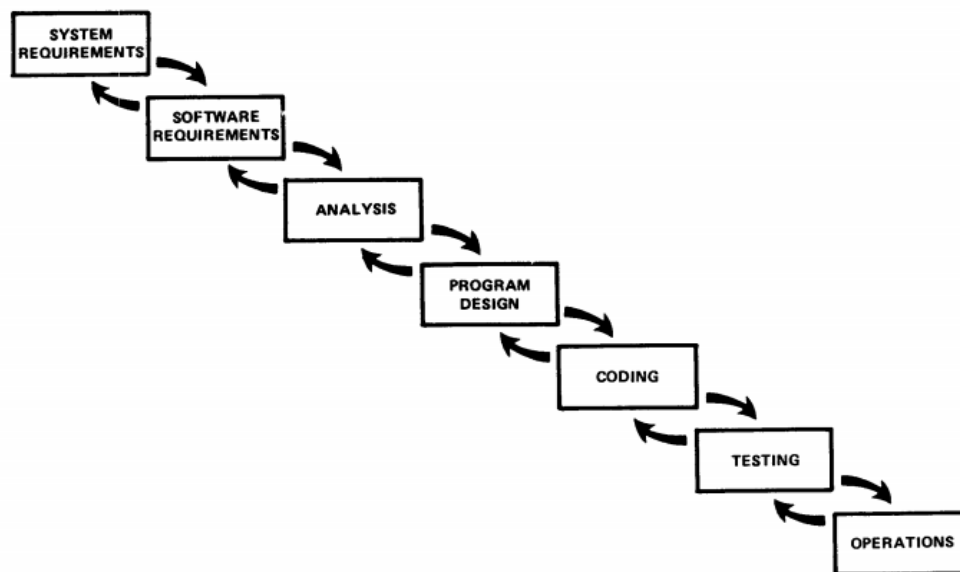 SYSTEM
REQUIREMENTS
SOFTWARE
REQUIREMENTS
ANALYSIS
PROGRAM
DESIGN
CODING
TESTING
OPERATIONS